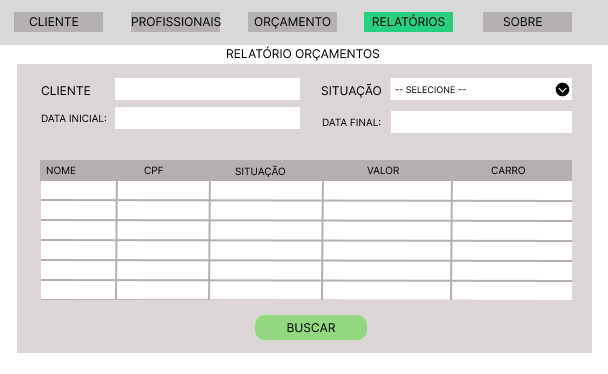 CLIENTE PROFISSIONAIS ORÇAMENTO RELATÓRIOS SOBRE
RELATÓRIO ORÇAMENTOS
CLIENTE SITUAÇÃO -- SELECIONE --
DATA INICIAL: DATA FINAL:
NOME CPF SITUAÇÃO VALOR CARRO
BUSCAR